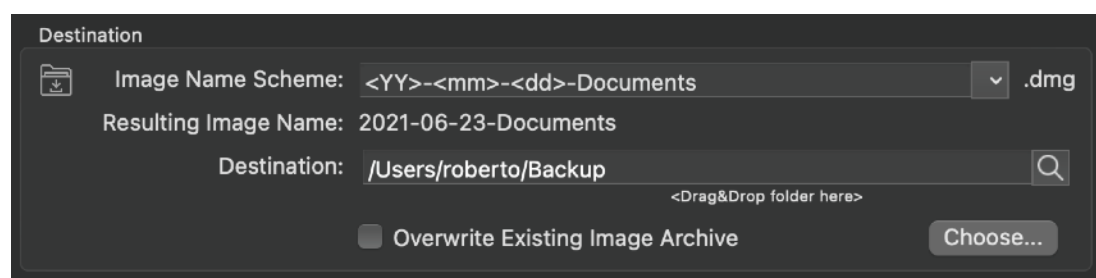 Destination
Image Name Scheme: <YY>-<mm>-<dd>-Documents .dmg
Resulting Image Name: 2021-06-23-Documents
Destination: /Users/roberto/Backup
<Drag&Drop folder here>
Overwrite Existing Image Archive Choose...